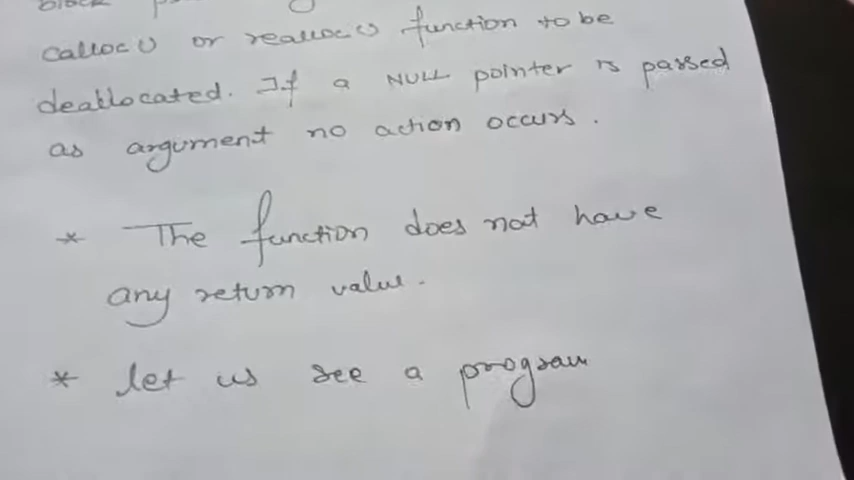 block
calloc() or realloc() function to be
deallocated. If a NULL pointer is passed
as argument no action occurs.
* The function does not have
any return value.
* let us see a program